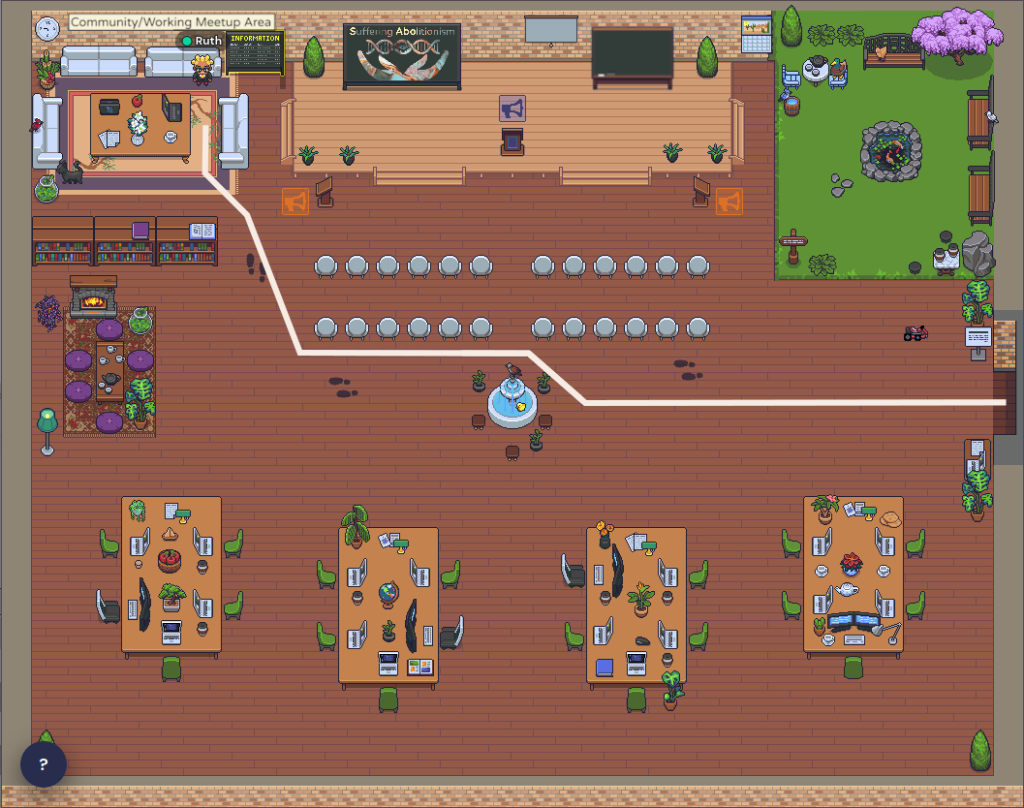 Community/Working Meetup Area
Ruth
INFORMATION
Suffering Abolitionism
?